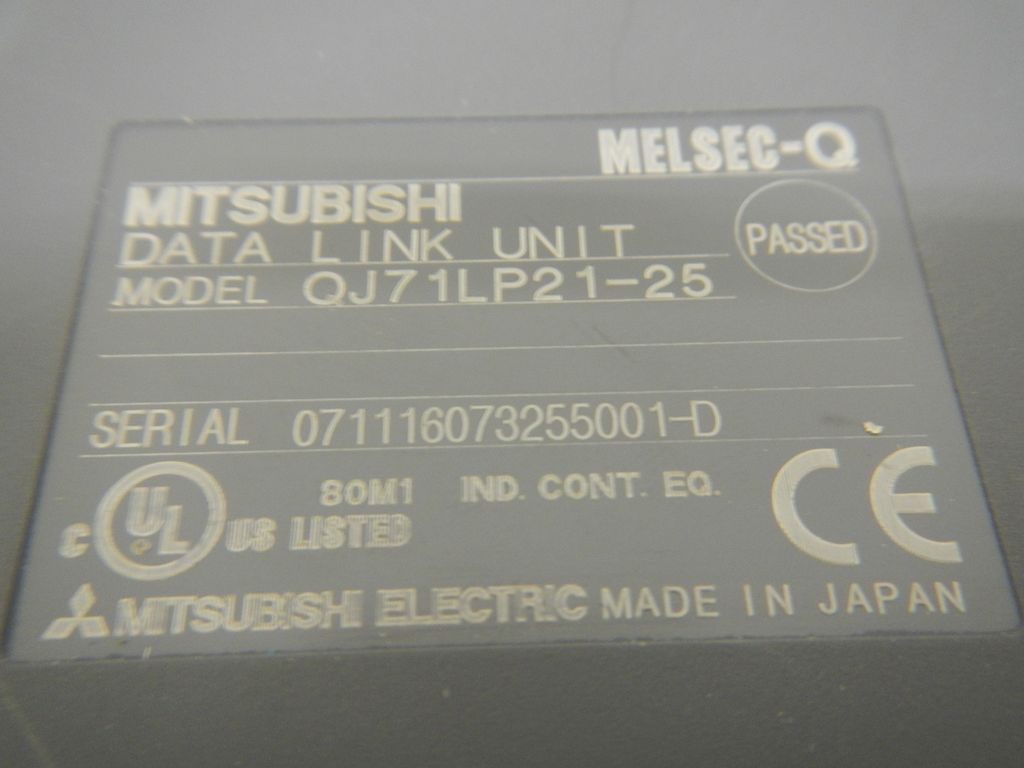 MELSEC-Q
MITSUBISHI
DATA LINK UNIT
PASSED
MODEL QJ71LP21-25
SERIAL 071116073255001-D
C UL US LISTED
80M1 IND. CONT. EQ.
CE
MITSUBISHI ELECTRIC MADE IN JAPAN